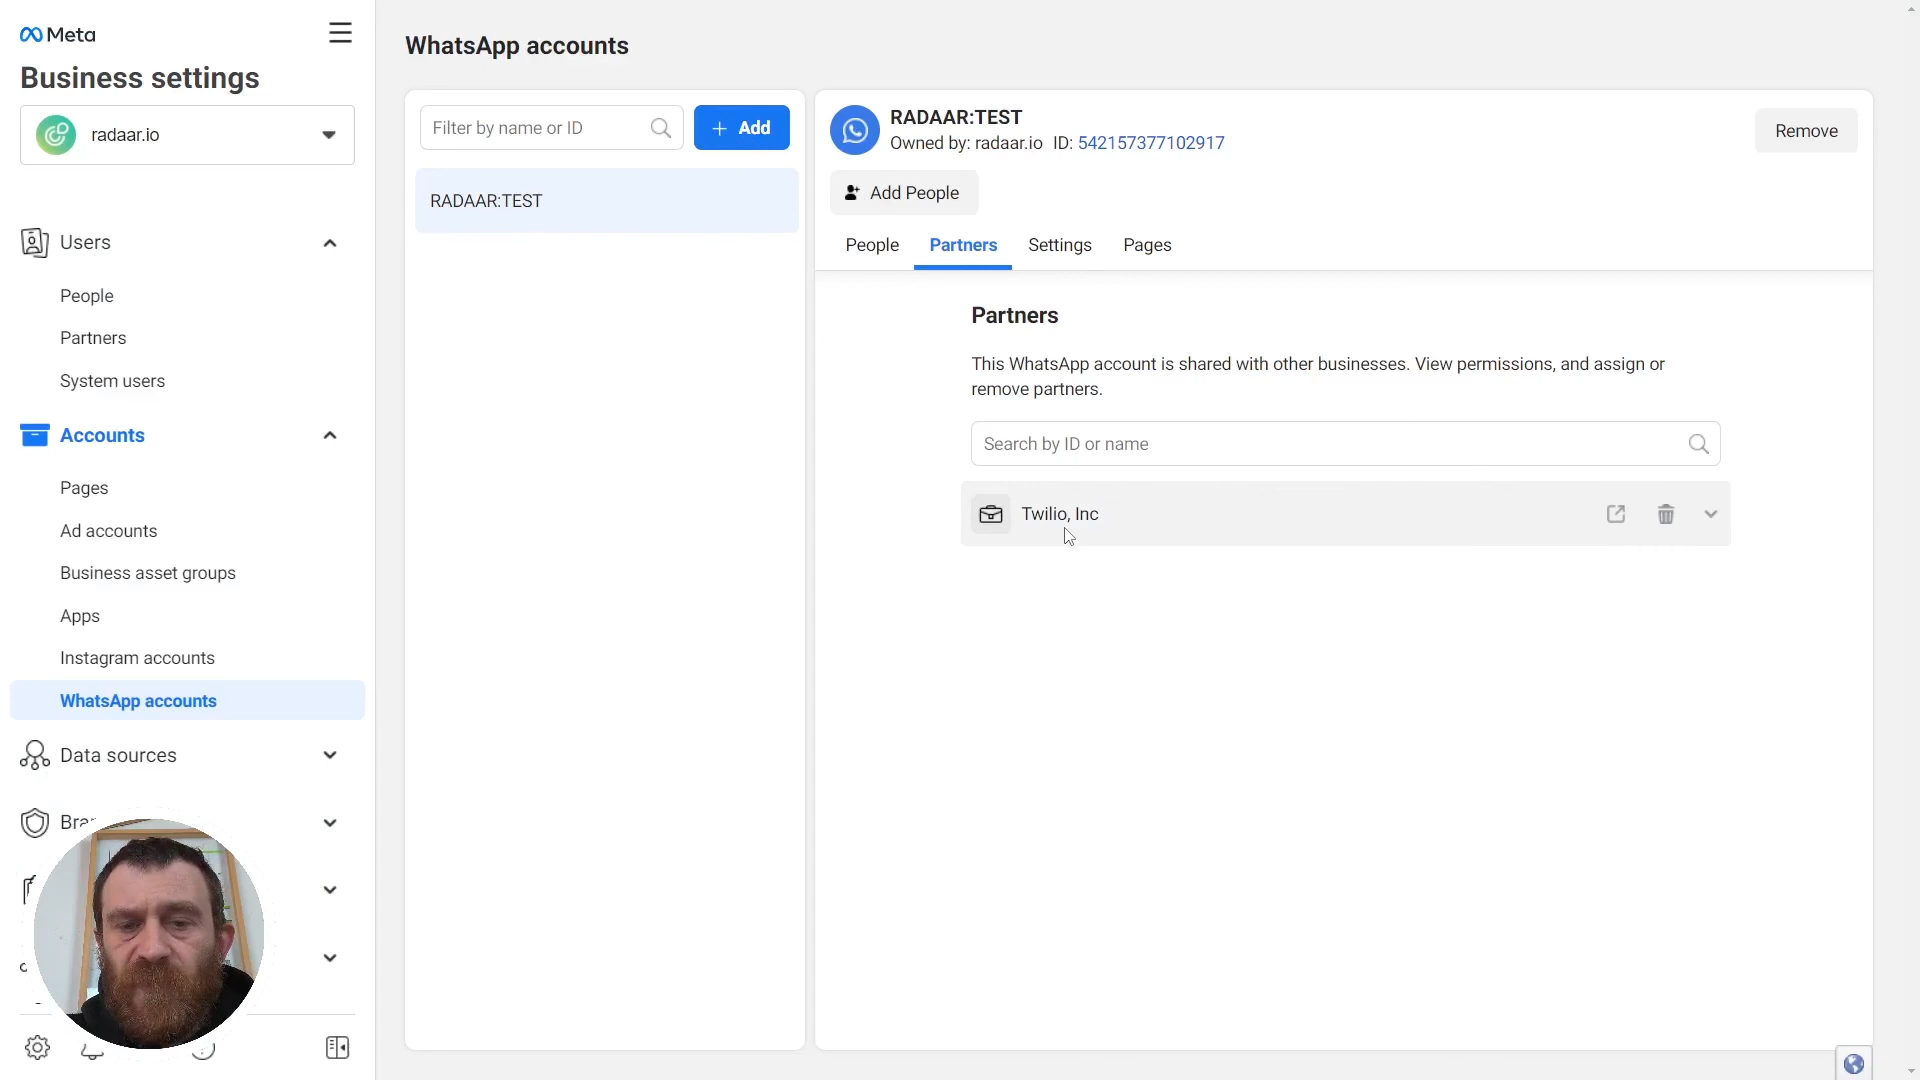 Meta
Business settings
radaar.io
Users
People
Partners
System users
Accounts
Pages
Ad accounts
Business asset groups
Apps
Instagram accounts
WhatsApp accounts
Data sources
WhatsApp accounts
Filter by name or ID
+ Add
RADAAR:TEST
RADAAR:TEST
Owned by: radaar.io ID: 542157377102917
Remove
Add People
People Partners Settings Pages
Partners
This WhatsApp account is shared with other businesses. View permissions, and assign or
remove partners.
Search by ID or name
Twilio, Inc